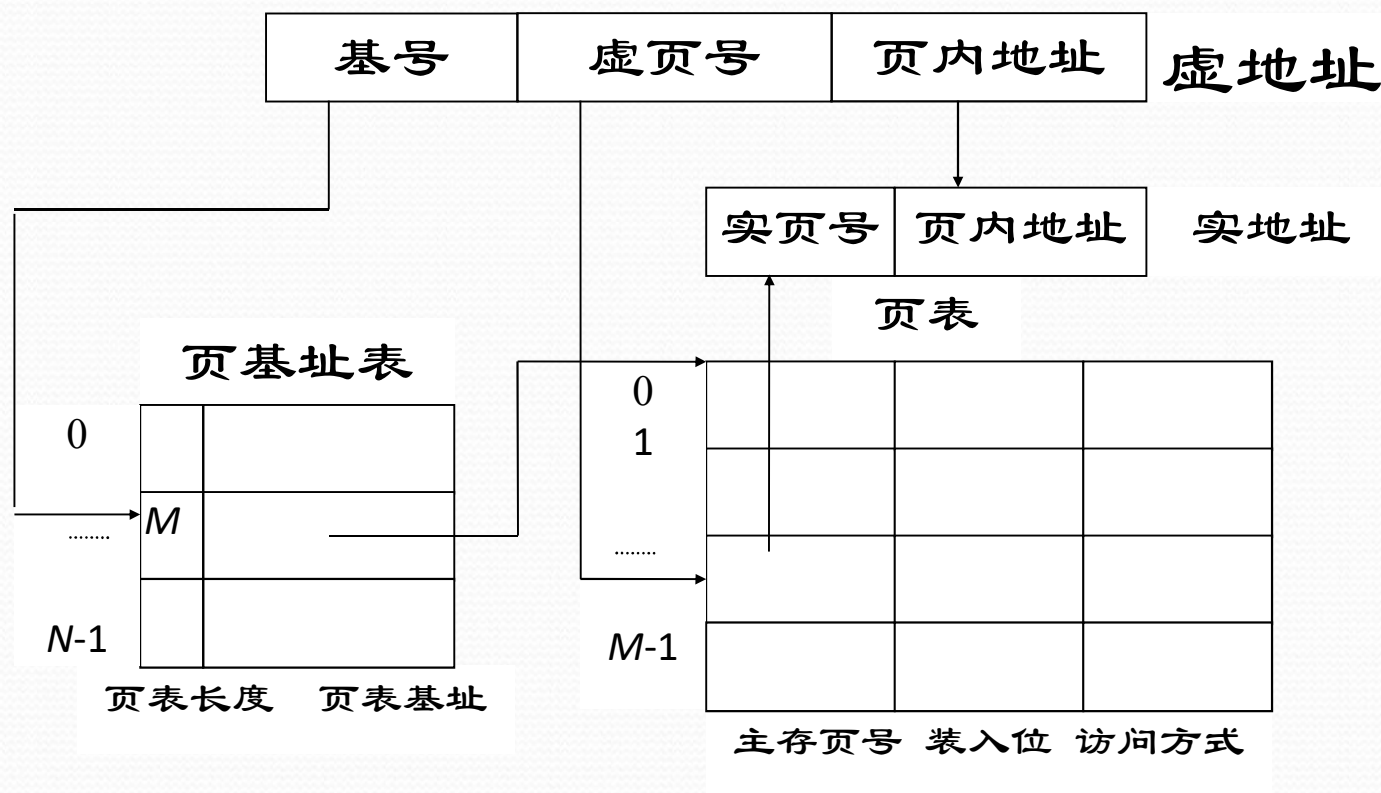 基号 虚页号 页内地址 虚地址
实页号 页内地址 实地址
页表
页基址表
0
........
N-1
M
页表长度 页表基址
0
1
........
M-1
主存页号 装入位 访问方式